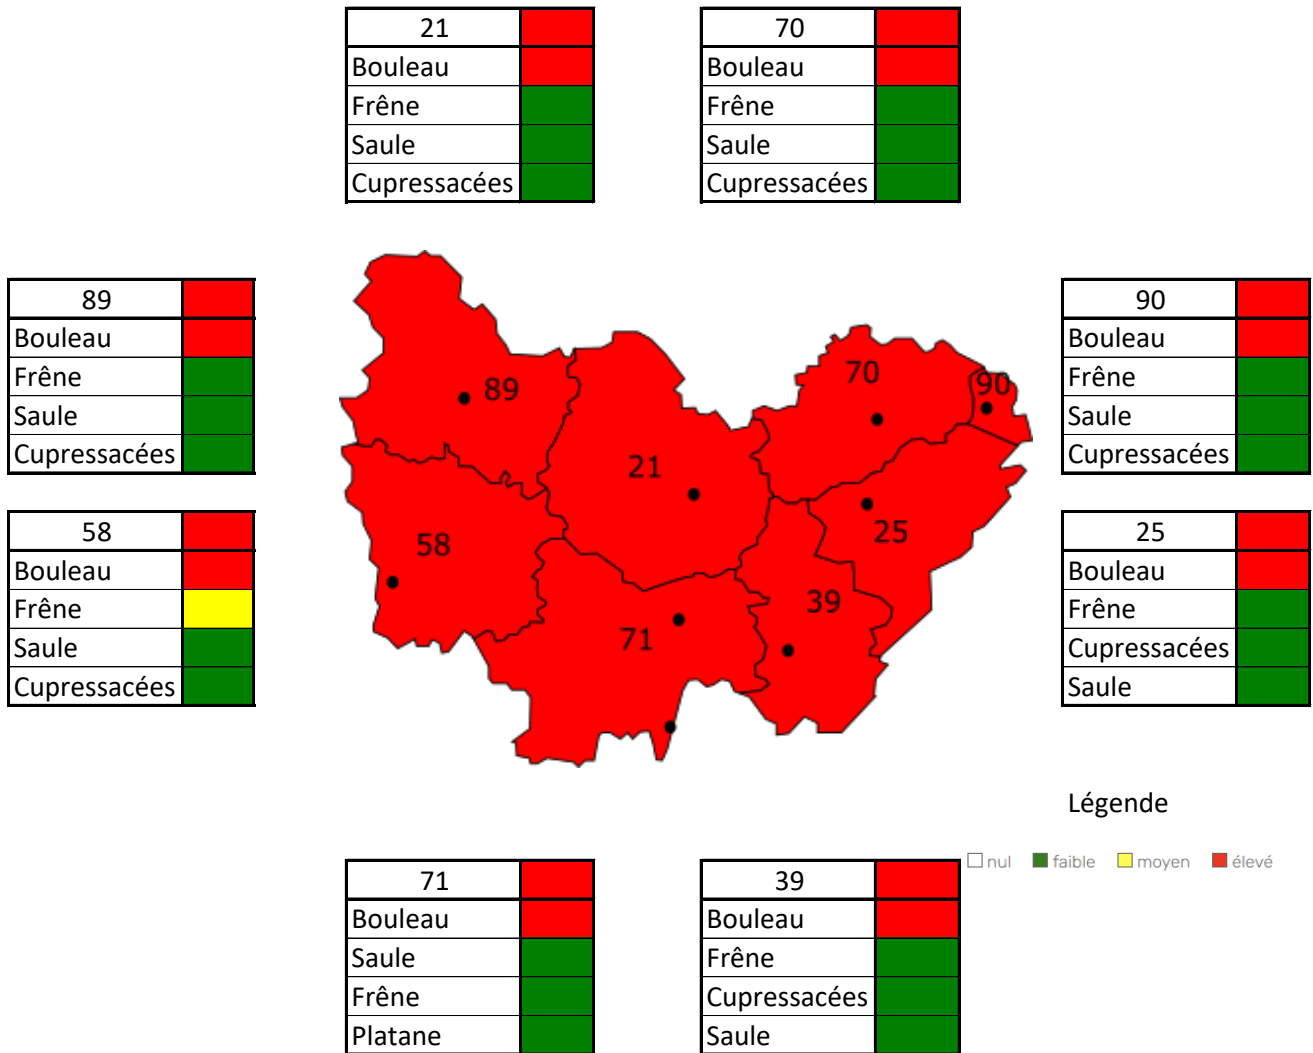 21
Bouleau
Frêne
Saule
Cupressacées
70
Bouleau
Frêne
Saule
Cupressacées
89
Bouleau
Frêne
Saule
Cupressacées
58
Bouleau
Frêne
Saule
Cupressacées
89
21
70
90
58
25
39
71
90
Bouleau
Frêne
Saule
Cupressacées
25
Bouleau
Frêne
Cupressacées
Saule
Légende
nul faible moyen élevé
71
Bouleau
Saule
Frêne
Platane
39
Bouleau
Frêne
Cupressacées
Saule